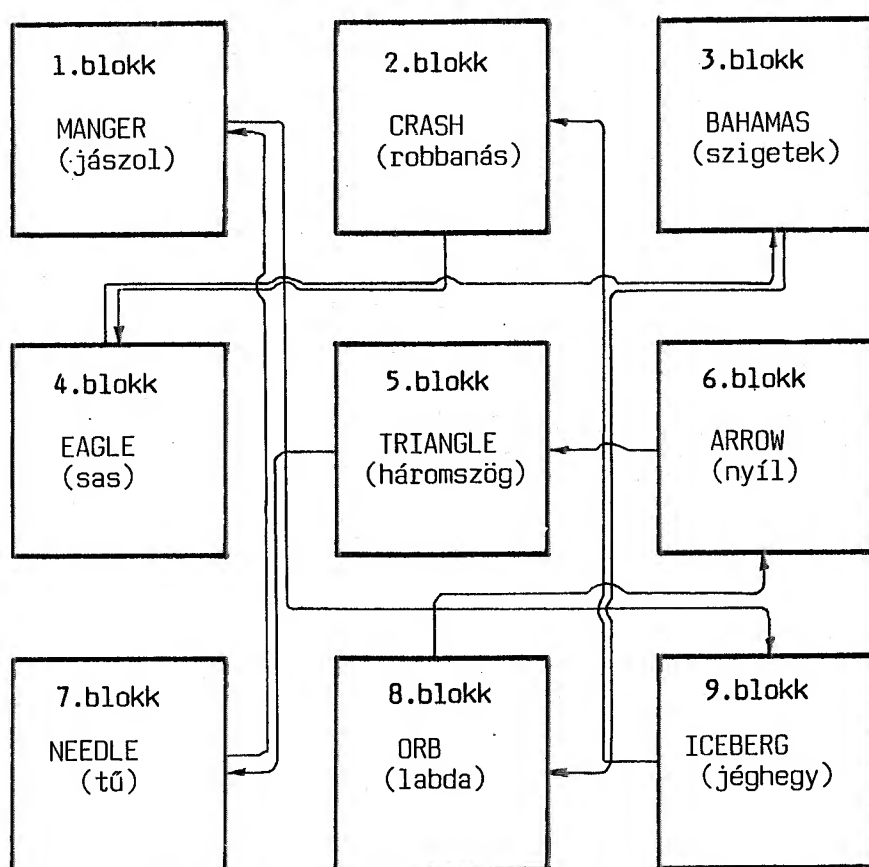 1.blokk
MANGER
(jászol)
2.blokk
CRASH
(robbanás)
3.blokk
BAHAMAS
(szigetek)
4.blokk
EAGLE
(sas)
5.blokk
TRIANGLE
(háromszög)
6.blokk
ARROW
(nyíl)
7.blokk
NEEDLE
(tű)
8.blokk
ORB
(labda)
9.blokk
ICEBERG
(jéghegy)